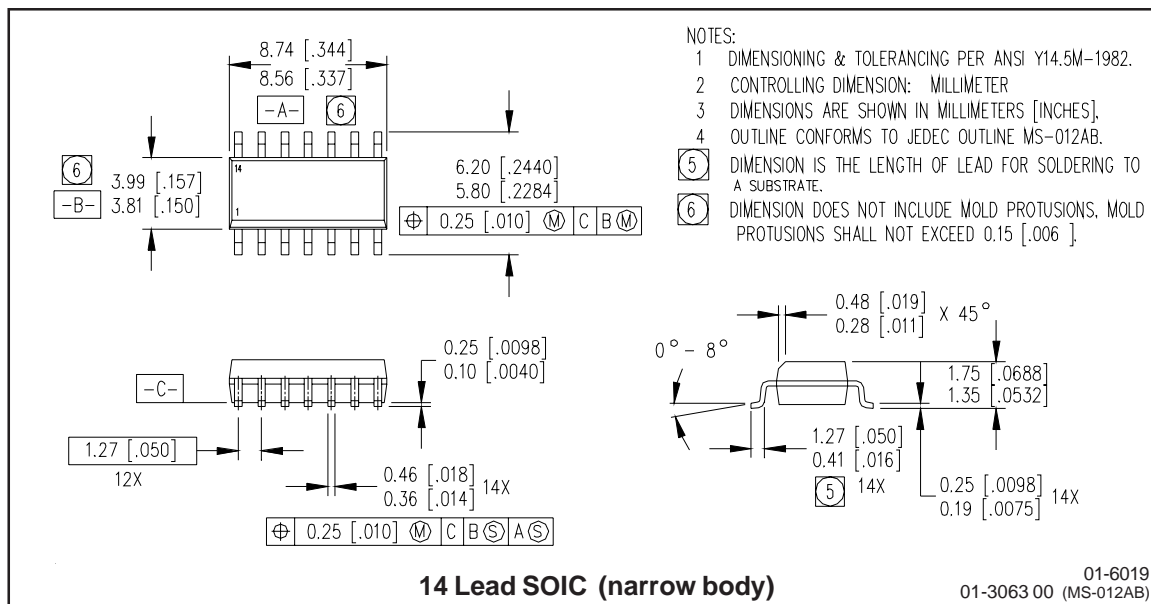 8.74 [.344]
8.56 [.337]
-A- 6
14
1
6
3.99 [.157]
-B- 3.81 [.150]
6.20 [.2440]
5.80 [.2284]
⌖ 0.25 [.010] Ⓜ C B Ⓜ
NOTES:
1 DIMENSIONING & TOLERANCING PER ANSI Y14.5M-1982.
2 CONTROLLING DIMENSION: MILLIMETER
3 DIMENSIONS ARE SHOWN IN MILLIMETERS [INCHES].
4 OUTLINE CONFORMS TO JEDEC OUTLINE MS-012AB.
5 DIMENSION IS THE LENGTH OF LEAD FOR SOLDERING TO
A SUBSTRATE.
6 DIMENSION DOES NOT INCLUDE MOLD PROTUSIONS, MOLD
PROTUSIONS SHALL NOT EXCEED 0.15 [.006 ].
-C-
0.25 [.0098]
0.10 [.0040]
1.27 [.050]
12X
0.46 [.018]
0.36 [.014] 14X
⌖ 0.25 [.010] Ⓜ C B Ⓢ A Ⓢ
0.48 [.019]
0.28 [.011] X 45°
0° - 8°
1.75 [.0688]
1.35 [.0532]
1.27 [.050]
0.41 [.016]
5 14X
0.25 [.0098]
0.19 [.0075] 14X
14 Lead SOIC (narrow body)
01-6019
01-3063 00 (MS-012AB)